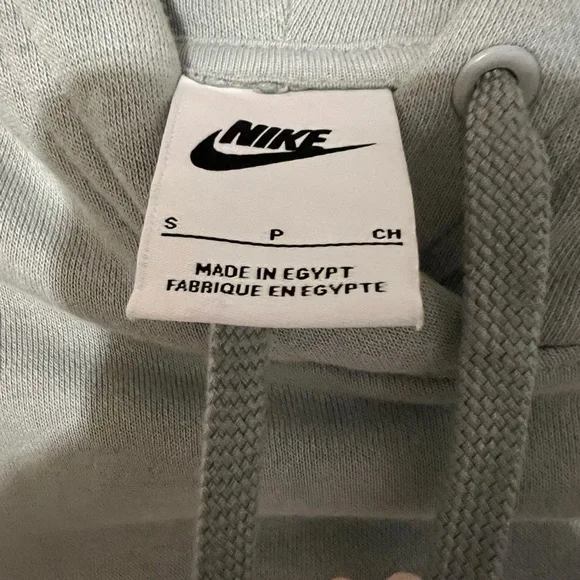 NIKE
S P CH
MADE IN EGYPT
FABRIQUE EN EGYPTE